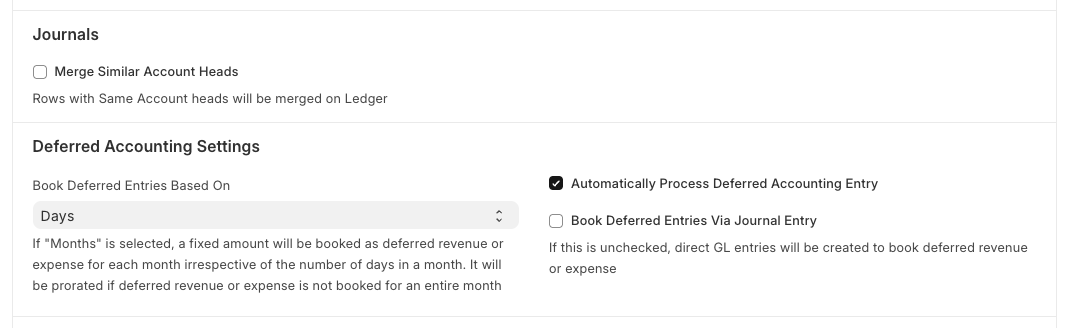 Journals
Merge Similar Account Heads
Rows with Same Account heads will be merged on Ledger
Deferred Accounting Settings
Book Deferred Entries Based On
Days
If "Months" is selected, a fixed amount will be booked as deferred revenue or
expense for each month irrespective of the number of days in a month. It will
be prorated if deferred revenue or expense is not booked for an entire month
Automatically Process Deferred Accounting Entry
Book Deferred Entries Via Journal Entry
If this is unchecked, direct GL entries will be created to book deferred revenue
or expense